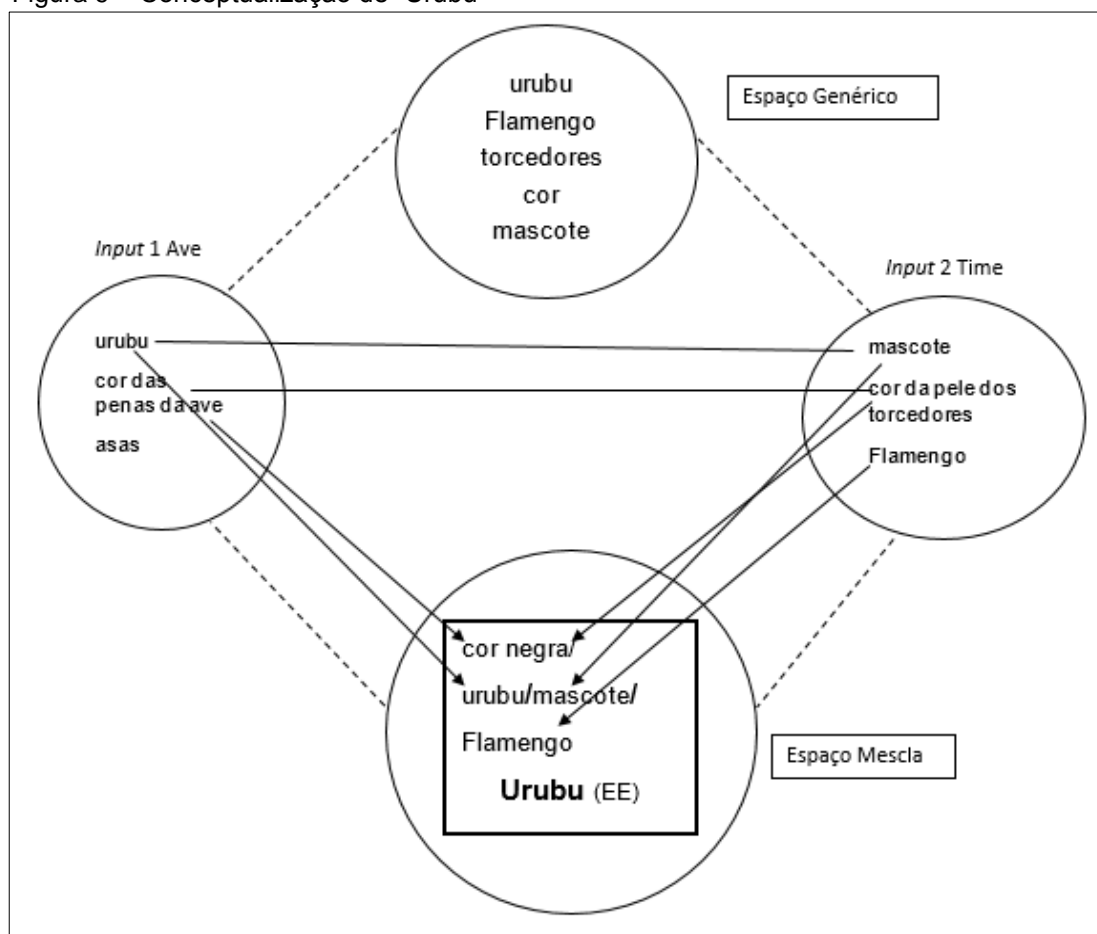 urubu
Flamengo
torcedores
cor
mascote
Espaço Genérico
Input 1 Ave
urubu
cor das
penas da ave
asas
Input 2 Time
mascote
cor da pele dos
torcedores
Flamengo
cor negra/
urubu/mascote/
Flamengo
Urubu (EE)
Espaço Mescla